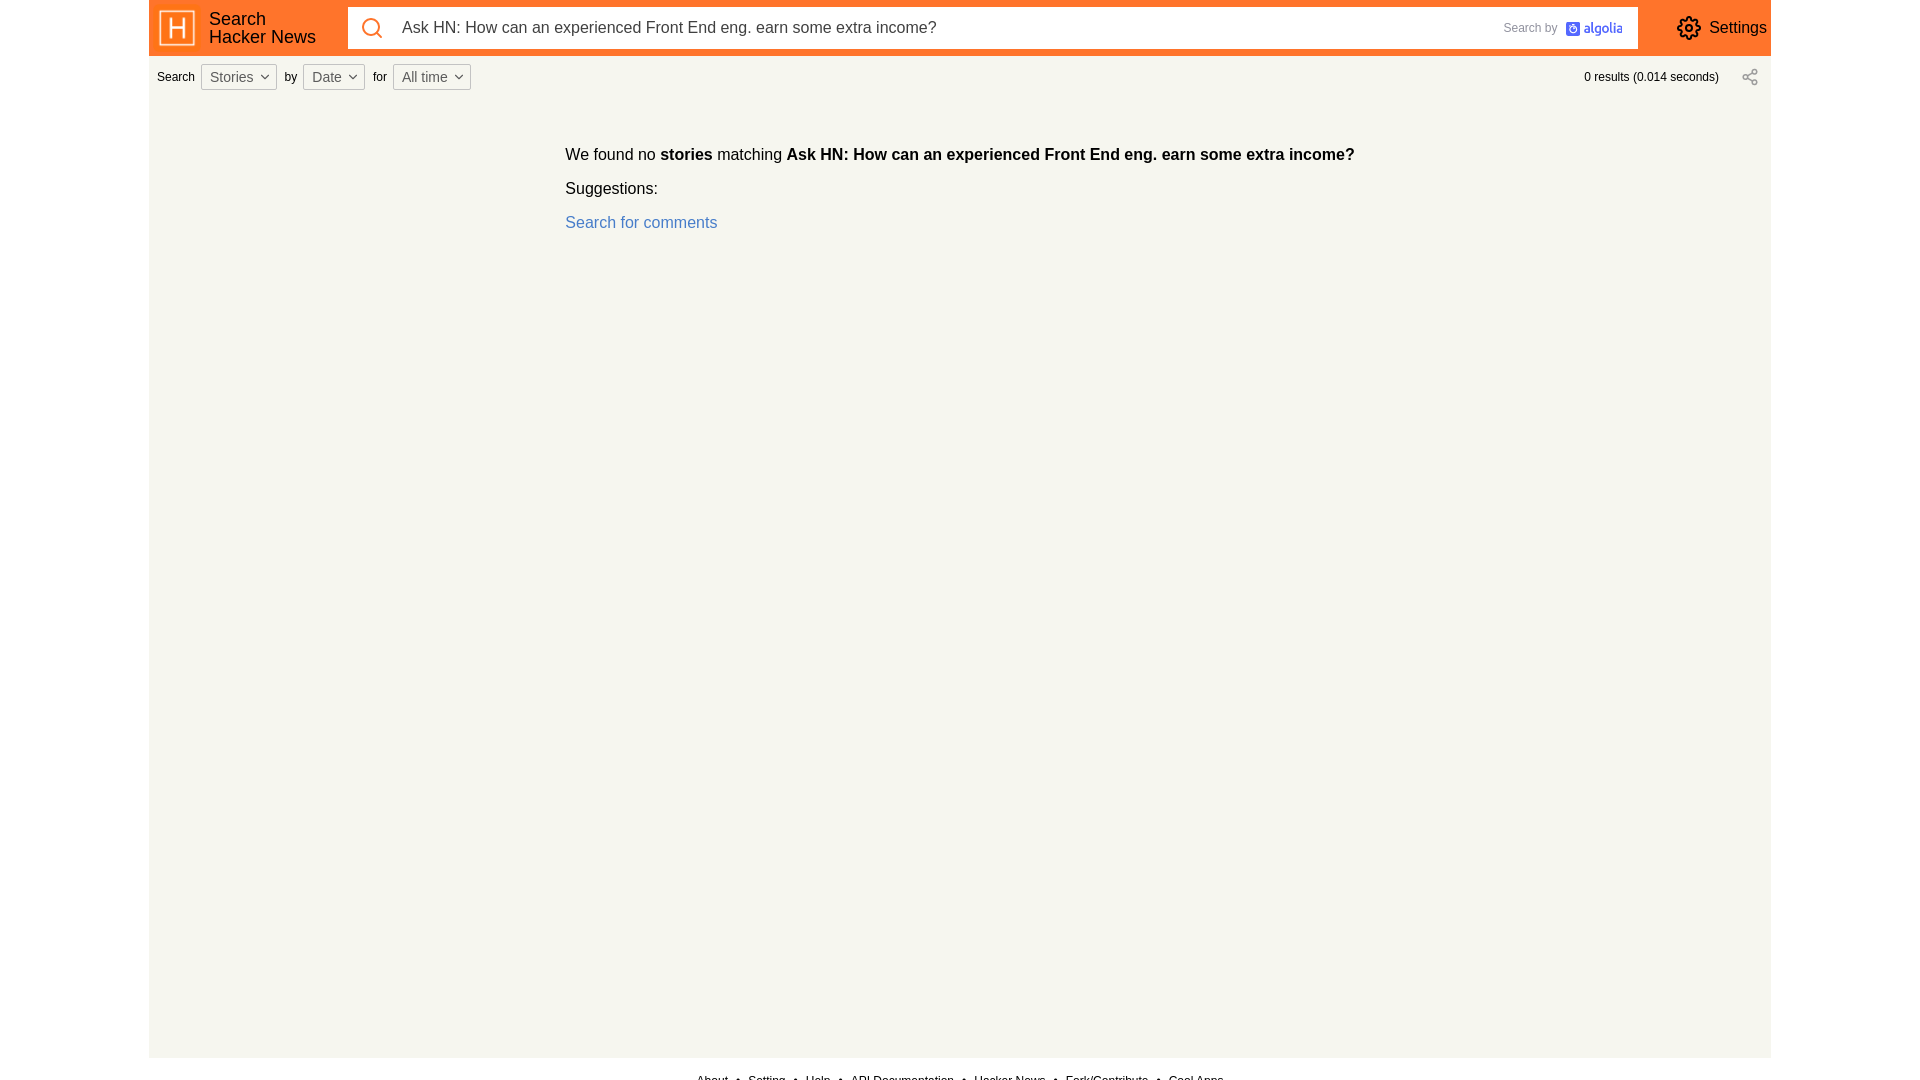 Search
Hacker News
Ask HN: How can an experienced Front End eng. earn some extra income?
Search by algolia
Settings
Search Stories by Date for All time
0 results (0.014 seconds)
We found no stories matching Ask HN: How can an experienced Front End eng. earn some extra income?
Suggestions:
Search for comments
About • Setting • Help • API Documentation • Hacker News • Fork/Contribute • Cool Apps